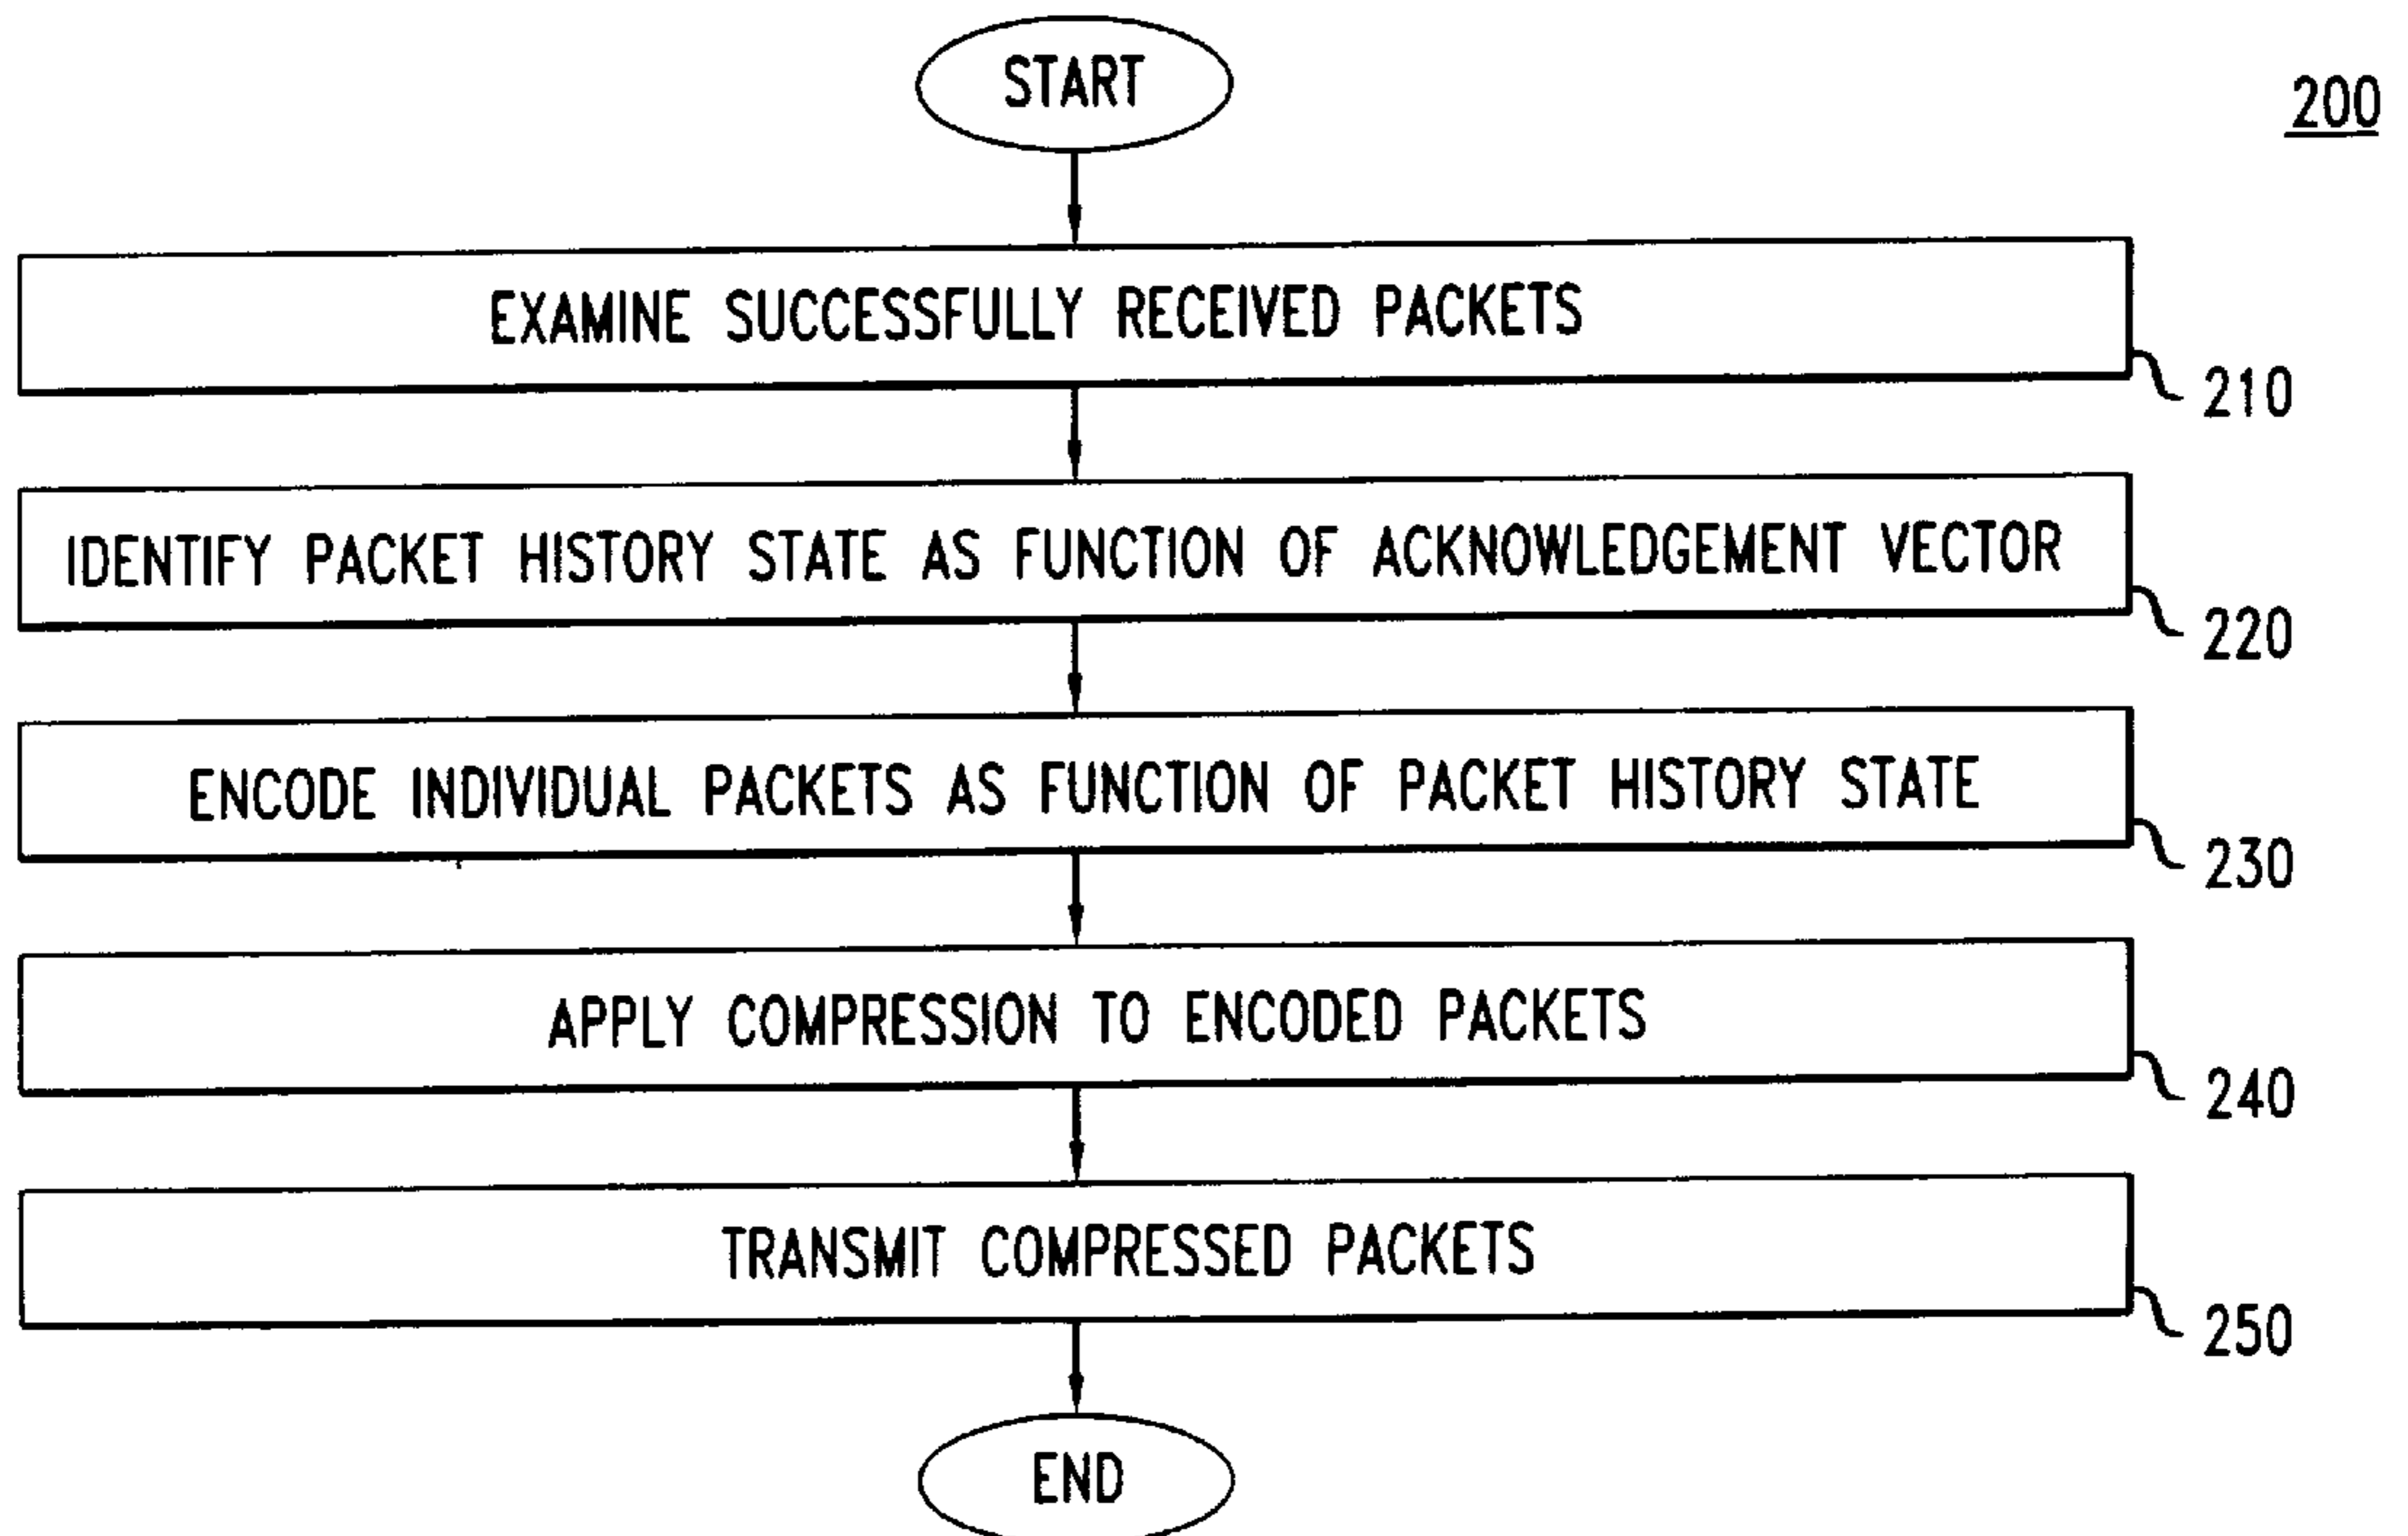 START
200
EXAMINE SUCCESSFULLY RECEIVED PACKETS
210
IDENTIFY PACKET HISTORY STATE AS FUNCTION OF ACKNOWLEDGEMENT VECTOR
220
ENCODE INDIVIDUAL PACKETS AS FUNCTION OF PACKET HISTORY STATE
230
APPLY COMPRESSION TO ENCODED PACKETS
240
TRANSMIT COMPRESSED PACKETS
250
END